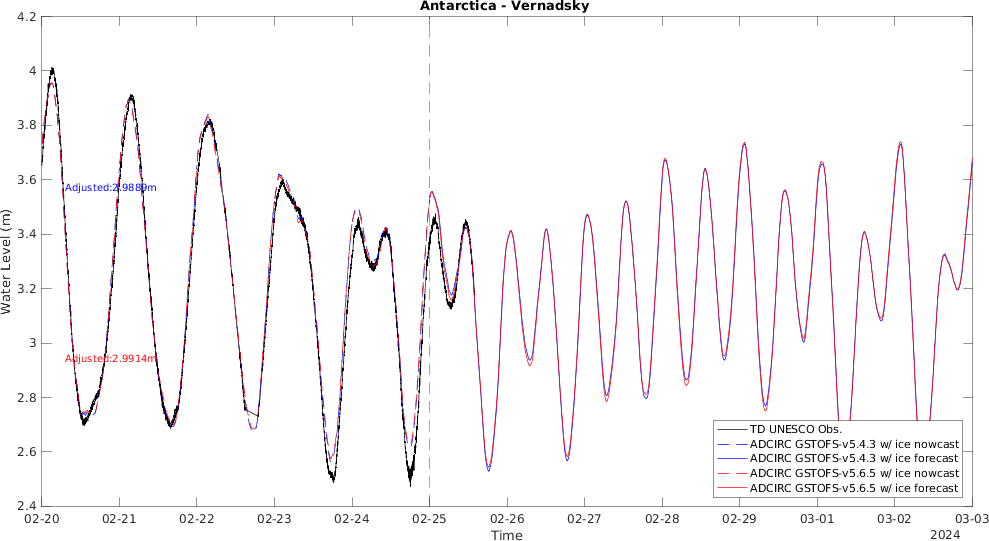 Antarctica - Vernadsky
4.2
4
3.8
3.6
3.4
3.2
3
2.8
2.6
2.4
Water Level (m)
Adjusted:2.9889m
Adjusted:2.9914m
TD UNESCO Obs.
ADCIRC GSTOFS-v5.4.3 w/ ice nowcast
ADCIRC GSTOFS-v5.4.3 w/ ice forecast
ADCIRC GSTOFS-v5.6.5 w/ ice nowcast
ADCIRC GSTOFS-v5.6.5 w/ ice forecast
02-20 02-21 02-22 02-23 02-24 02-25 02-26 02-27 02-28 02-29 03-01 03-02 03-03
Time
2024